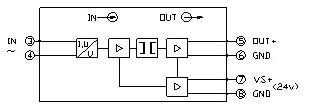 IN OUT
IN 3 I,U V 5 OUT+
~ 4 6 GND
7 VS+
(24v)
8 GND